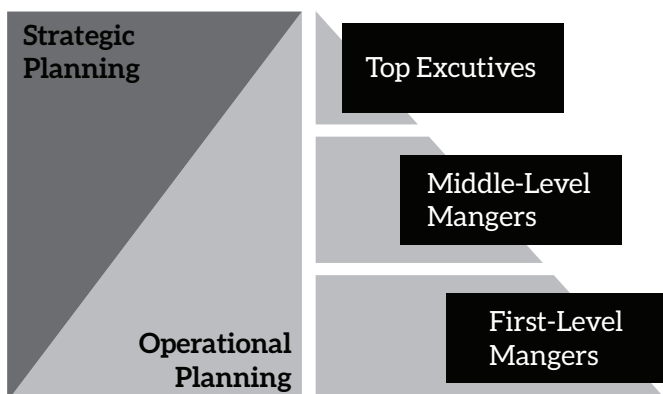 Strategic
Planning
Top Excutives
Middle-Level
Mangers
Operational
Planning
First-Level
Mangers